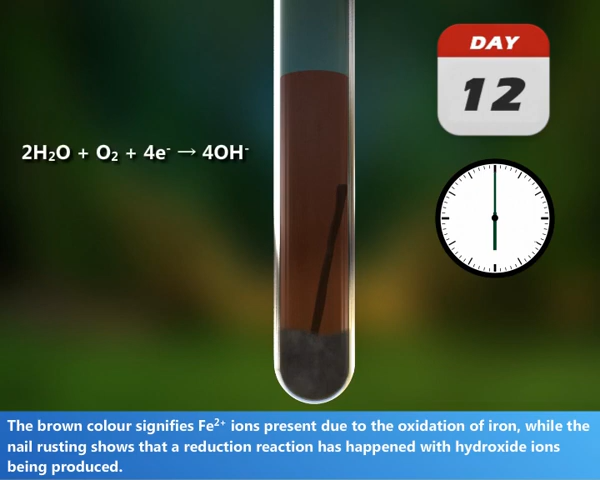 DAY
12
2H₂O + O₂ + 4e⁻ → 4OH⁻
The brown colour signifies Fe²⁺ ions present due to the oxidation of iron, while the
nail rusting shows that a reduction reaction has happened with hydroxide ions
being produced.